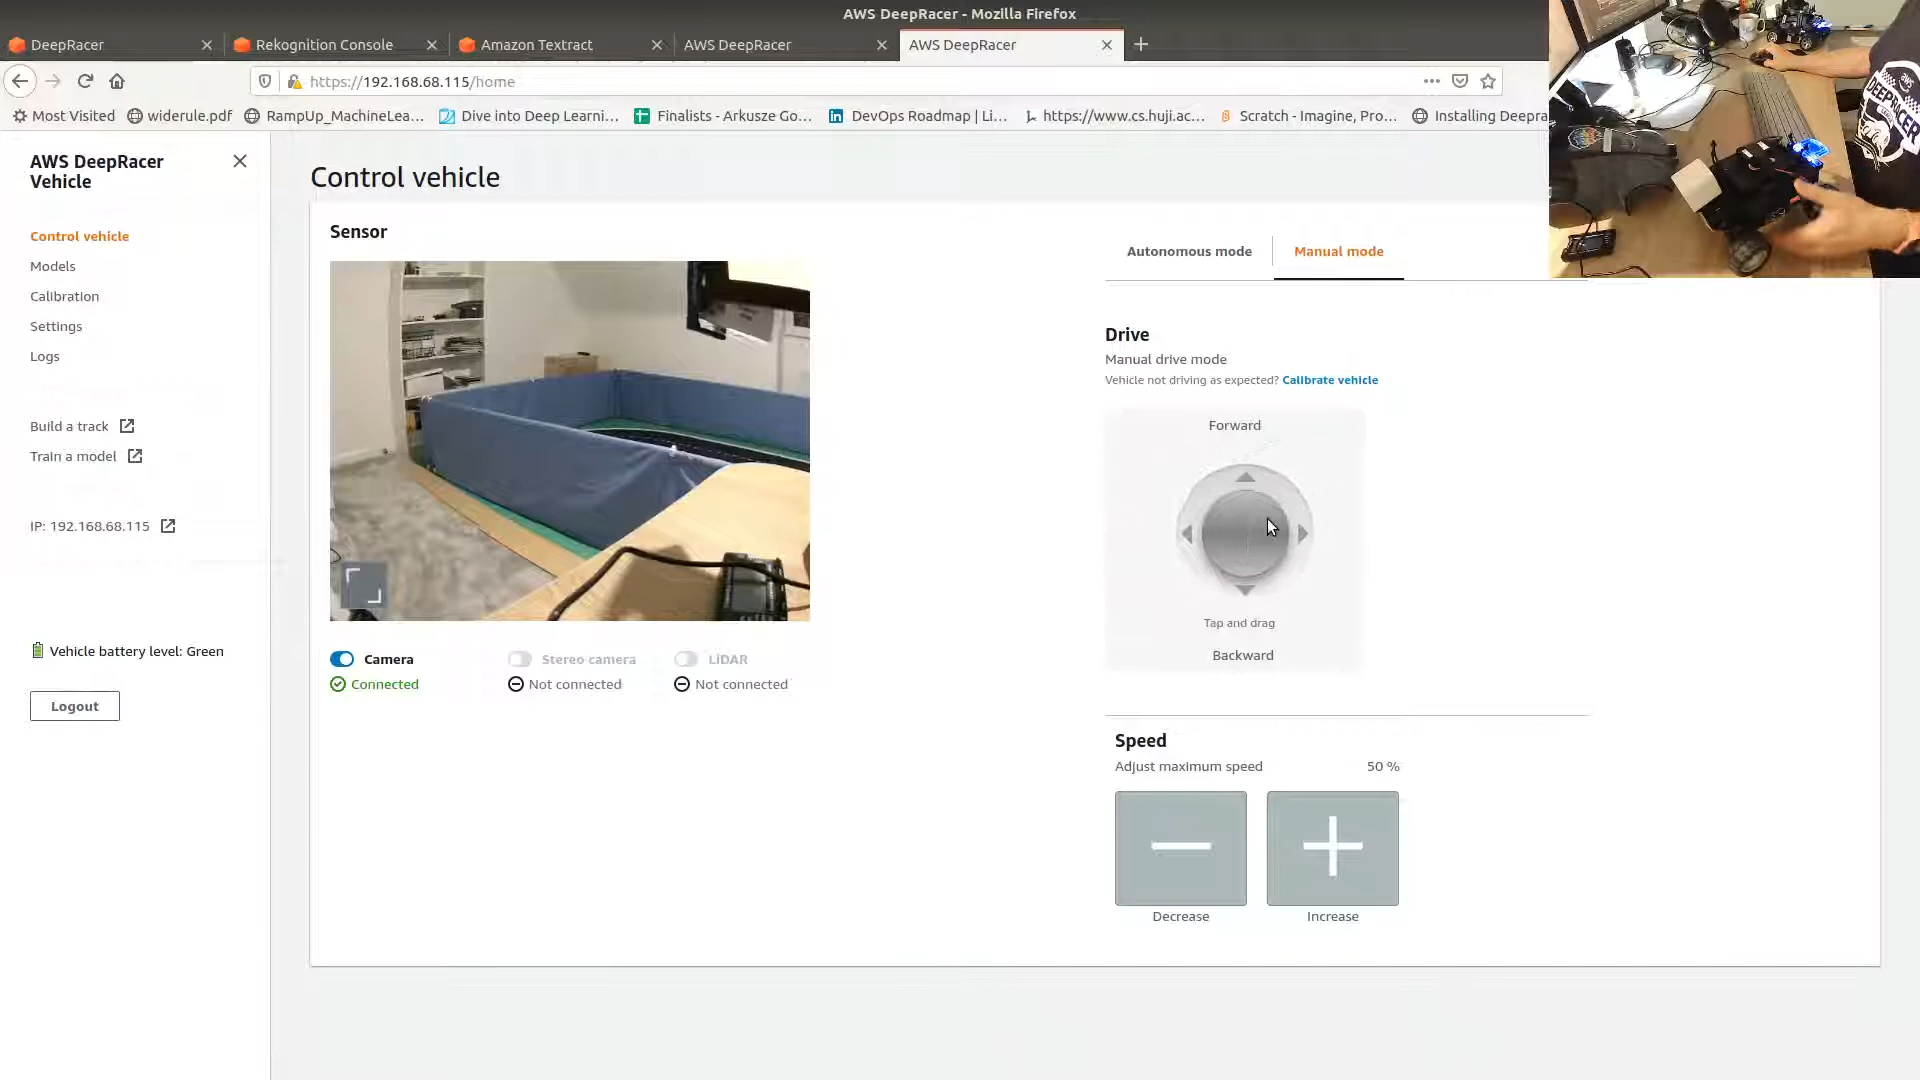 AWS DeepRacer - Mozilla Firefox
DeepRacer
Rekognition Console
Amazon Textract
AWS DeepRacer
AWS DeepRacer
https://192.168.68.115/home
Most Visited
widerule.pdf
RampUp_MachineLea...
Dive into Deep Learni...
Finalists - Arkusze Go...
DevOps Roadmap | Li...
https://www.cs.huji.ac...
Scratch - Imagine, Pro...
Installing Deepra
AWS DeepRacer
Vehicle
Control vehicle
Models
Calibration
Settings
Logs
Build a track
Train a model
IP: 192.168.68.115
Vehicle battery level: Green
Logout
Control vehicle
Sensor
Camera
Connected
Stereo camera
Not connected
LiDAR
Not connected
Autonomous mode
Manual mode
Drive
Manual drive mode
Vehicle not driving as expected? Calibrate vehicle
Forward
Tap and drag
Backward
Speed
Adjust maximum speed 50 %
Decrease
Increase
AWS
DEEPRACER